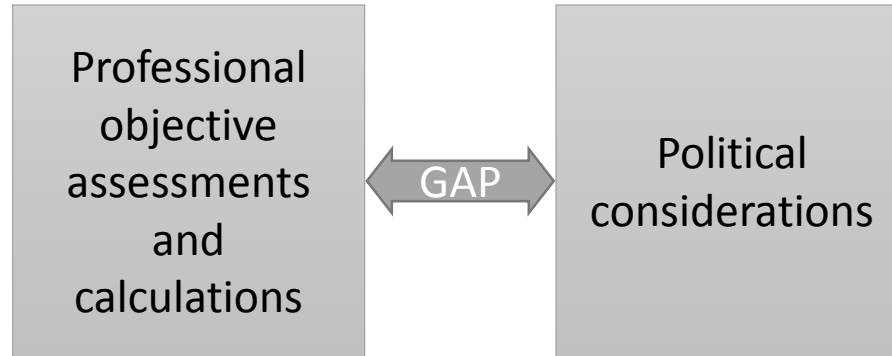 Professional
objective
assessments
and
calculations
GAP
Political
considerations